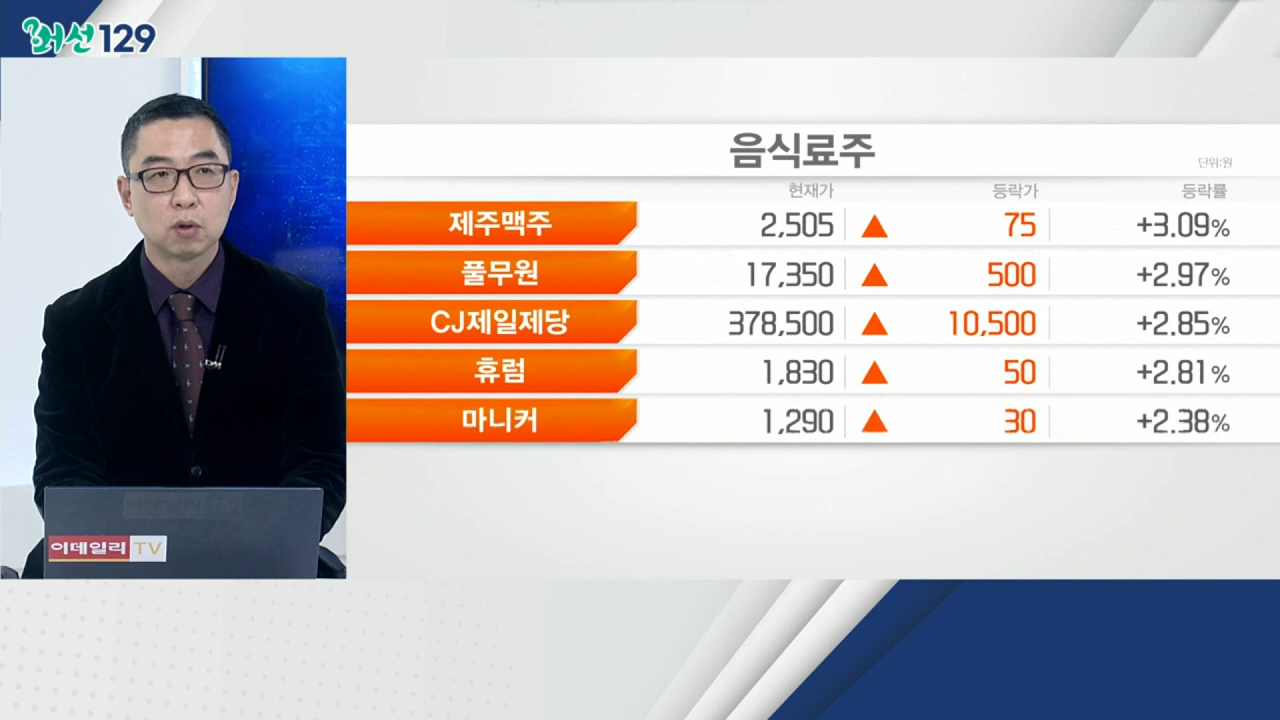 머선129
음식료주
단위:원
현재가 등락가 등락률
제주맥주 2,505 ▲ 75 +3.09%
풀무원 17,350 ▲ 500 +2.97%
CJ제일제당 378,500 ▲ 10,500 +2.85%
휴럼 1,830 ▲ 50 +2.81%
마니커 1,290 ▲ 30 +2.38%
이데일리TV